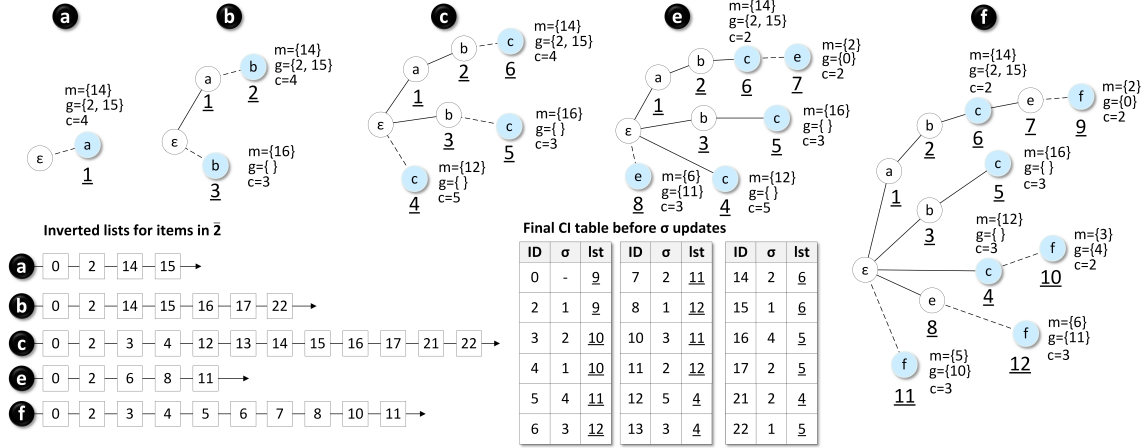 a
m={14}
g={2, 15}
c=4
ε
a
1
b
m={14}
g={2, 15}
c=4
a
b
1
2
ε
b
m={16}
g={ }
c=3
3
c
m={14}
g={2, 15}
c=4
a
b
c
1
2
6
ε
b
c
m={16}
g={ }
c=3
3
5
c
m={12}
g={ }
c=5
4
e
m={14}
g={2, 15}
c=2
a
b
c
e
m={2}
g={0}
c=2
1
2
6
7
ε
b
c
m={16}
g={ }
c=3
3
5
e
m={6}
g={11}
c=3
8
c
m={12}
g={ }
c=5
4
f
m={14}
g={2, 15}
c=2
a
b
c
e
f
m={2}
g={0}
c=2
1
2
6
7
9
b
c
m={16}
g={ }
c=3
3
5
ε
m={12}
g={ }
c=3
c
4
f
m={3}
g={4}
c=2
10
e
8
f
m={6}
g={11}
c=3
12
f
m={5}
g={10}
c=3
11
Inverted lists for items in 2̄
a 0 2 14 15
b 0 2 14 15 16 17 22
c 0 2 3 4 12 13 14 15 16 17 21 22
e 0 2 6 8 11
f 0 2 3 4 5 6 7 8 10 11
Final CI table before σ updates
ID σ lst ID σ lst ID σ lst
0 - 9 7 2 11 14 2 6
2 1 9 8 1 12 15 1 6
3 2 10 10 3 11 16 4 5
4 1 10 11 2 12 17 2 5
5 4 11 12 5 4 21 2 4
6 3 12 13 3 4 22 1 5